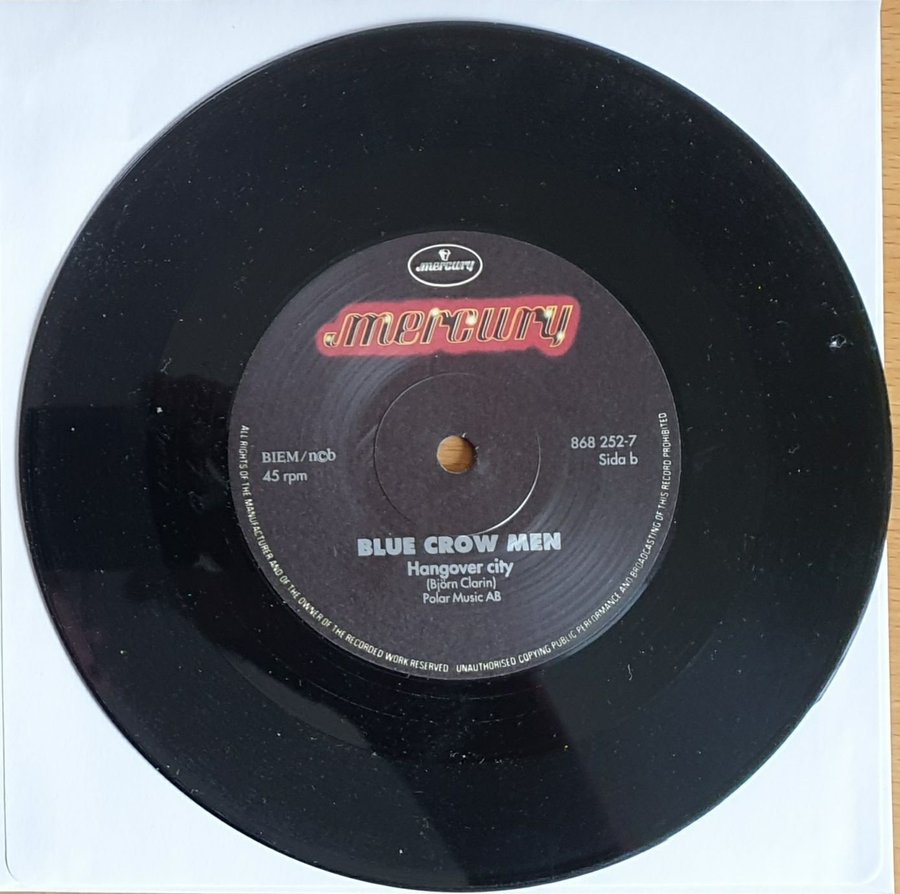 mercury
mercury
BIEM/ncb
45 rpm
868 252-7
Sida b
BLUE CROW MEN
Hangover city
(Björn Clarin)
Polar Music AB
ALL RIGHTS OF THE MANUFACTURER AND OF THE OWNER OF THE RECORDED WORK RESERVED UNAUTHORISED COPYING PUBLIC PERFORMANCE AND BROADCASTING OF THIS RECORD PROHIBITED